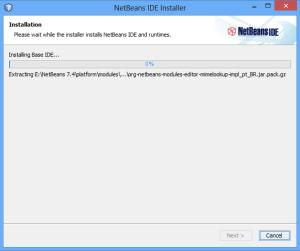 NetBeans IDE Installer
Installation
Please wait while the installer installs NetBeans IDE and runtimes.
NetBeans IDE
Installing Base IDE...
0%
Extracting E:\NetBeans 7.4\platform\modules\,...\org-netbeans-modules-editor-mimelookup-impl_pt_BR.jar.pack.gz
Next >
Cancel